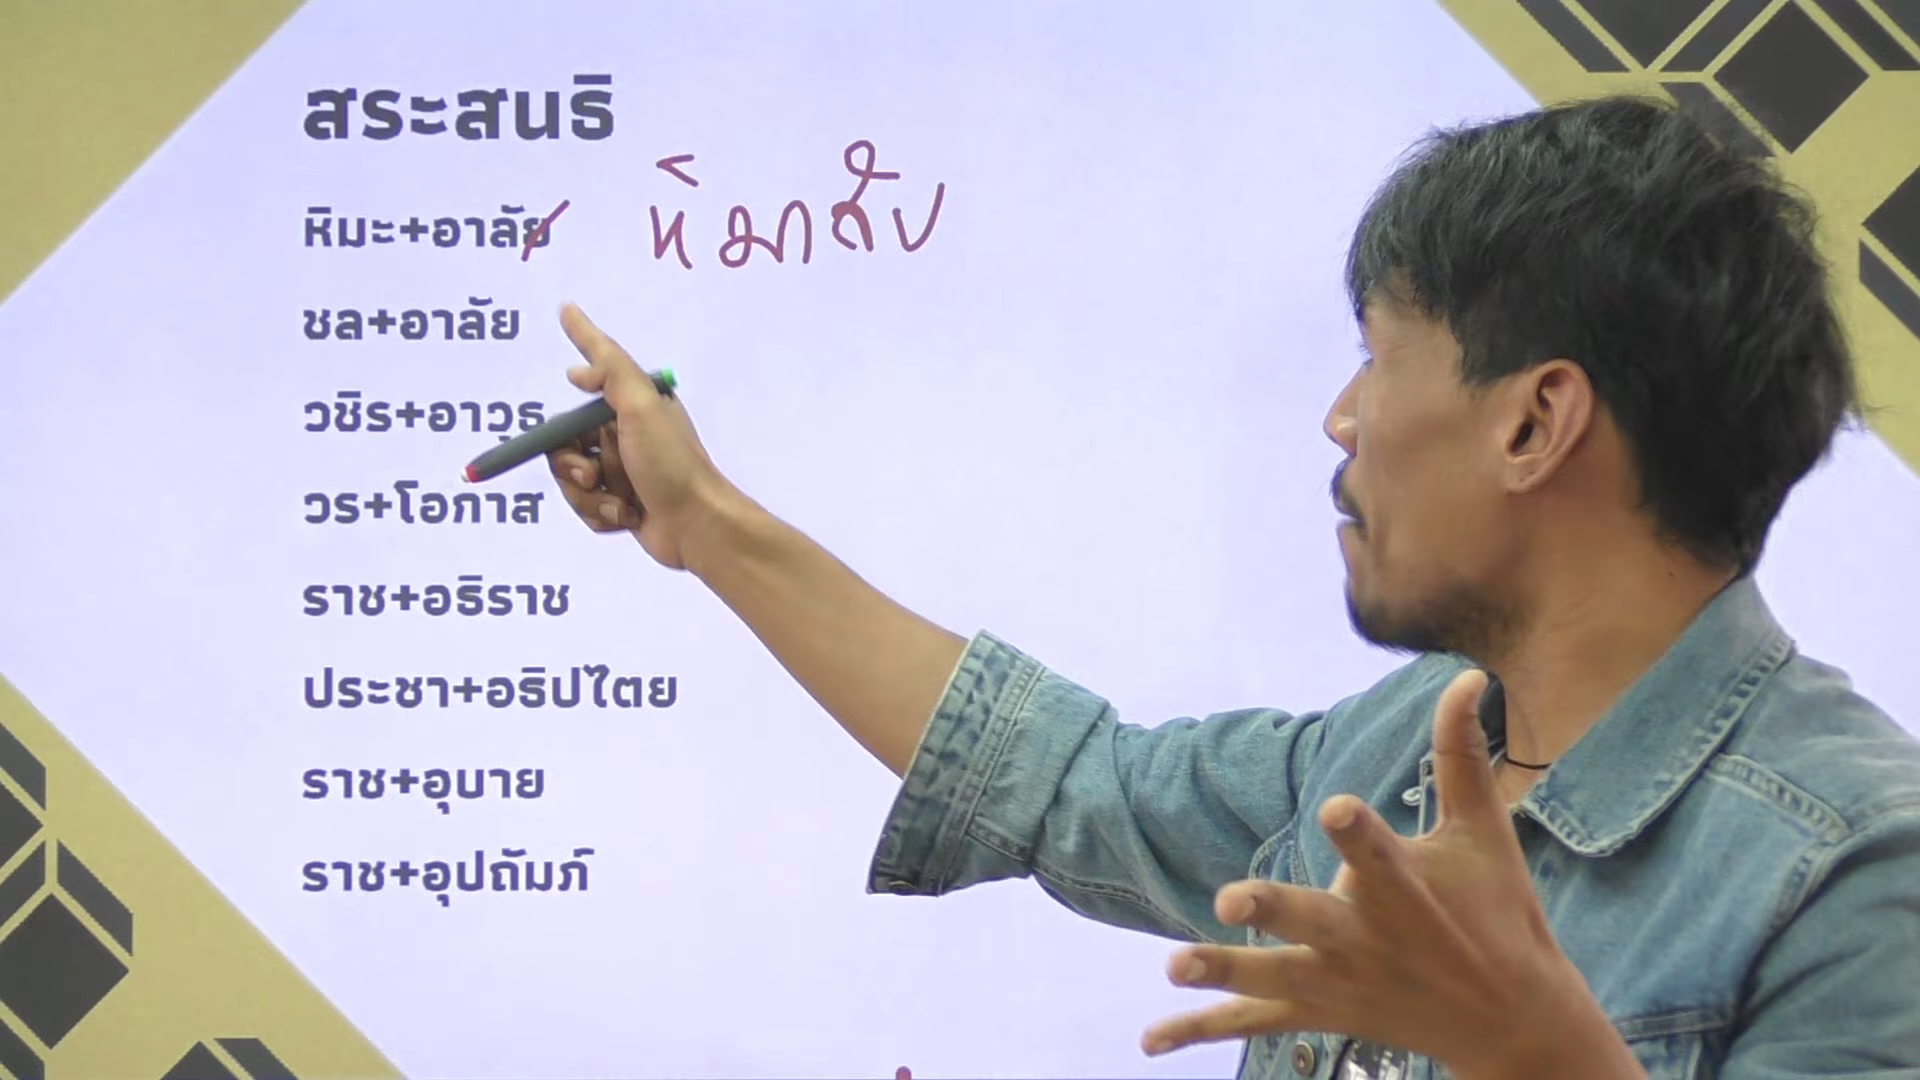 สระสนธิ
หิมะ+อาลัย หิมาลัย
ชล+อาลัย
วชิร+อาวุธ
วร+โอกาส
ราช+อธิราช
ประชา+อธิปไตย
ราช+อุบาย
ราช+อุปถัมภ์